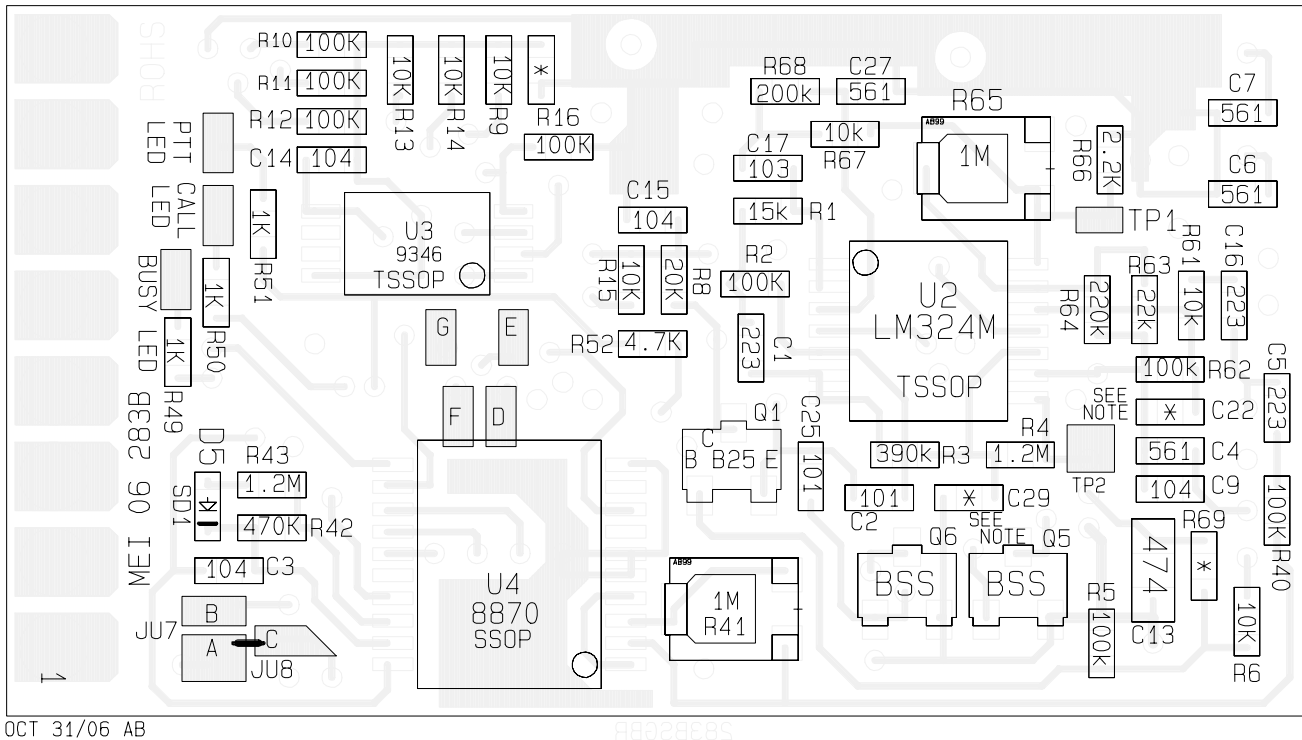 ROHS
PTT LED
CALL LED
BUSY LED
MEI 06 283B
R10 100K
R11 100K
R12 100K
C14 104
10K R13
10K R14
10K R9
*
R16
100K
1K R51
1K R50
1K R49
U3
9346
TSSOP
G
E
F
D
C15
104
10K R15
20K R8
R52 4.7K
R68
200k
C27
561
10k
R67
C17
103
15k R1
R2
100K
223 C1
R65
AB99
1M
2.2K R66
TP1
C7
561
C6
561
U2
LM324M
TSSOP
220k R64
R63
22k
R61
10k
C16
223
100k R62
SEE NOTE
* C22
561 C4
104 C9
C5
223
Q1
C
B B25 E
C25
101
390k R3
R4
1.2M
TP2
101
C2
* C29
SEE NOTE
Q6
BSS
Q5
BSS
474
C13
R69
*
100K R40
R5
100k
10K
R6
D5
SD1
R43
1.2M
470K R42
104 C3
U4
8870
SSOP
AB99
1M
R41
JU7
B
A
C
JU8
1
OCT 31/06 AB
283BSGBR